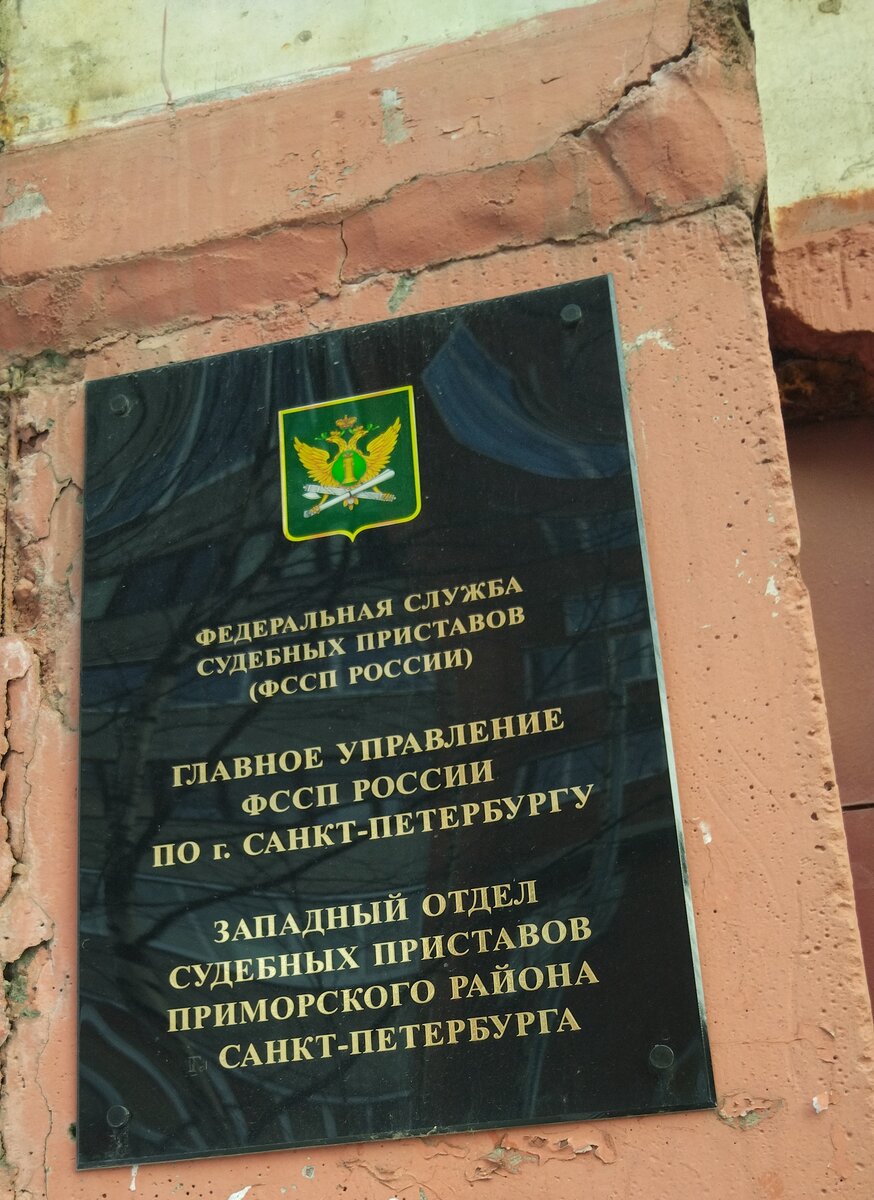 ФЕДЕРАЛЬНАЯ СЛУЖБА
СУДЕБНЫХ ПРИСТАВОВ
(ФССП РОССИИ)
ГЛАВНОЕ УПРАВЛЕНИЕ
ФССП РОССИИ
ПО г. САНКТ-ПЕТЕРБУРГУ
ЗАПАДНЫЙ ОТДЕЛ
СУДЕБНЫХ ПРИСТАВОВ
ПРИМОРСКОГО РАЙОНА
г. САНКТ-ПЕТЕРБУРГА